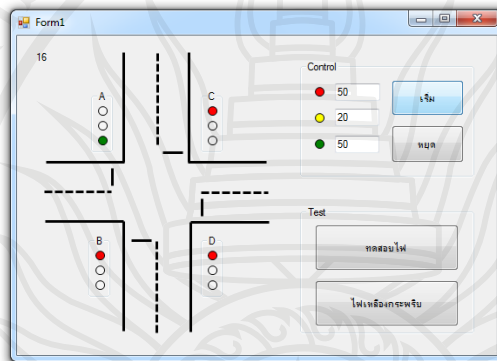 Form1
16
A
C
B
D
Control
50
20
50
เริ่ม
หยุด
Test
ทดสอบไฟ
ไฟเหลืองกระพริบ